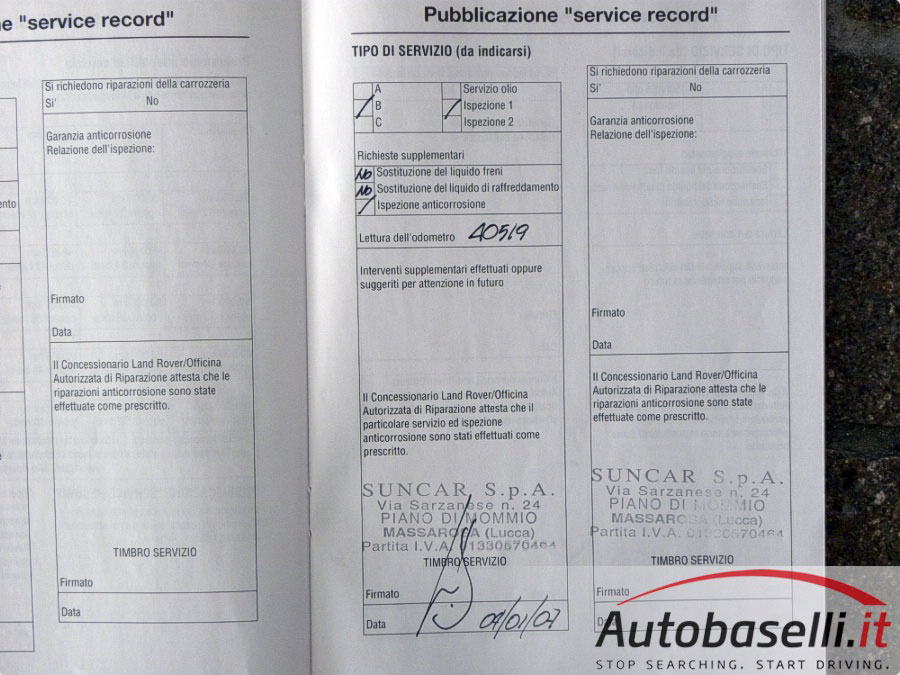 ne "service record"
Si richiedono riparazioni della carrozzeria
Si' No
Garanzia anticorrosione
Relazione dell'ispezione:
Firmato
Data
Il Concessionario Land Rover/Officina
Autorizzata di Riparazione attesta che le
riparazioni anticorrosione sono state
effettuate come prescritto.
TIMBRO SERVIZIO
Firmato
Data
Pubblicazione "service record"
TIPO DI SERVIZIO (da indicarsi)
A Servizio olio
B Ispezione 1
C Ispezione 2
Richieste supplementari
NO Sostituzione del liquido freni
NO Sostituzione del liquido di raffreddamento
Ispezione anticorrosione
Lettura dell'odometro 40519
Interventi supplementari effettuati oppure
suggeriti per attenzione in futuro
Il Concessionario Land Rover/Officina
Autorizzata di Riparazione attesta che il
particolare servizio ed ispezione
anticorrosione sono stati effettuati come
prescritto.
SUNCAR S.p.A.
Via Sarzanese n. 24
PIANO DI MOMMIO
MASSAROSA (Lucca)
Partita I.V.A. 01330570464
TIMBRO SERVIZIO
Firmato
Data 09/01/07
Si richiedono riparazioni della carrozzeria
Si' No
Garanzia anticorrosione
Relazione dell'ispezione:
Firmato
Data
Il Concessionario Land Rover/Officina
Autorizzata di Riparazione attesta che le
riparazioni anticorrosione sono state
effettuate come prescritto.
SUNCAR S.p.A.
Via Sarzanese n. 24
PIANO DI MOMMIO
MASSAROSA (Lucca)
Partita I.V.A. 01330570464
TIMBRO SERVIZIO
Firmato
Autobaselli.it
STOP SEARCHING. START DRIVING.